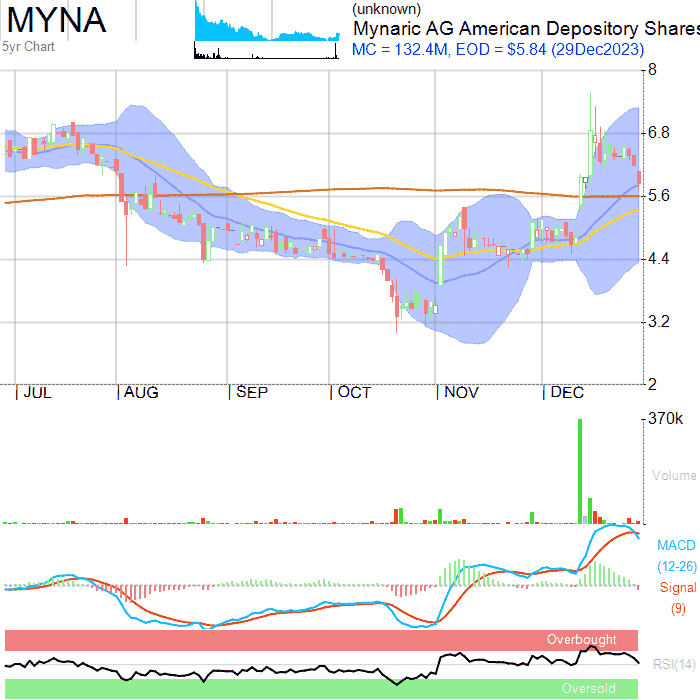 MYNA
5yr Chart
(unknown)
Mynaric AG American Depository Shares
MC = 132.4M, EOD = $5.84 (29Dec2023)
8
6.8
5.6
4.4
3.2
2
JUL AUG SEP OCT NOV DEC
370k
Volume
MACD
(12-26)
Signal
(9)
Overbought
RSI(14)
Oversold